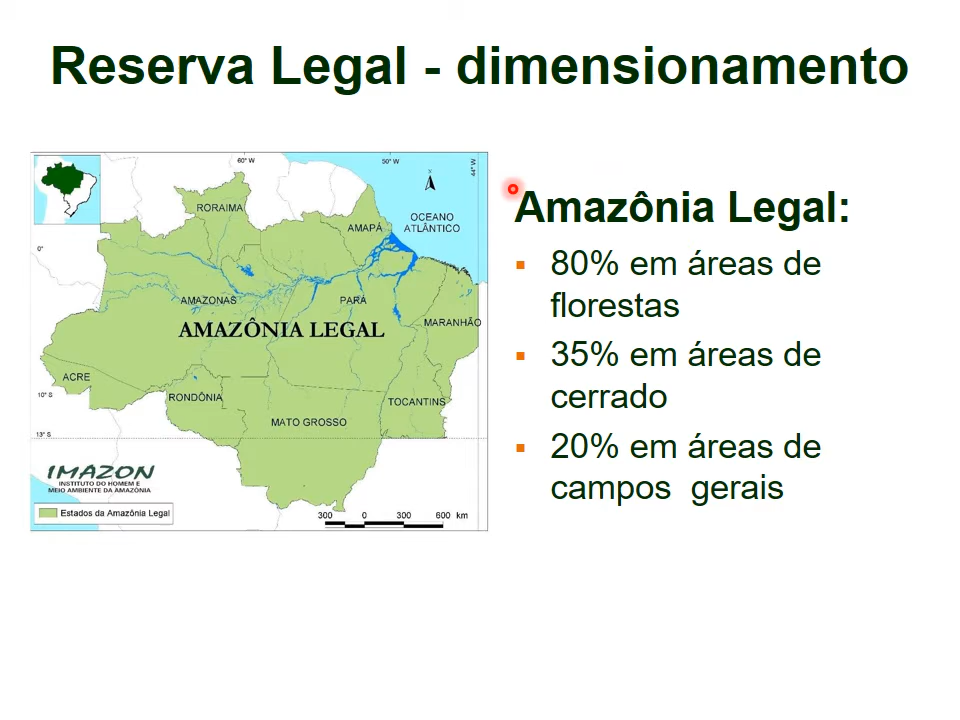 Reserva Legal - dimensionamento
60° W
50° W
44° W
N
RORAIMA
AMAPÁ
OCEANO
ATLÂNTICO
0°
AMAZONAS
PARÁ
MARANHÃO
AMAZÔNIA LEGAL
ACRE
10° S
RONDÔNIA
TOCANTINS
MATO GROSSO
13° S
IMAZON
INSTITUTO DO HOMEM E
MEIO AMBIENTE DA AMAZÔNIA
Estados da Amazônia Legal
300 0 300 600 km
Amazônia Legal:
80% em áreas de
florestas
35% em áreas de
cerrado
20% em áreas de
campos gerais